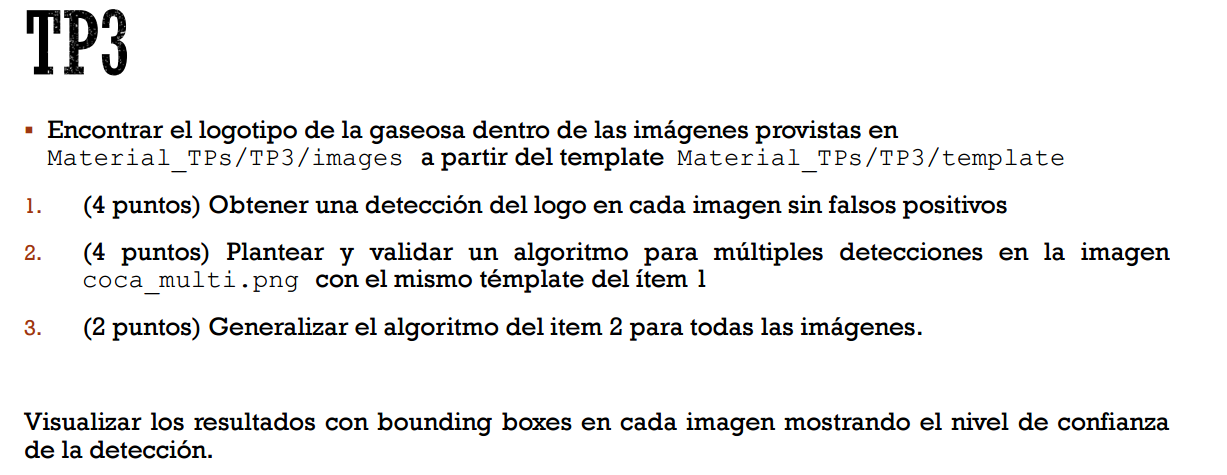 TP3
▪ Encontrar el logotipo de la gaseosa dentro de las imágenes provistas en
Material_TPs/TP3/images a partir del template Material_TPs/TP3/template
1. (4 puntos) Obtener una detección del logo en cada imagen sin falsos positivos
2. (4 puntos) Plantear y validar un algoritmo para múltiples detecciones en la imagen
coca_multi.png con el mismo témplate del ítem 1
3. (2 puntos) Generalizar el algoritmo del item 2 para todas las imágenes.
Visualizar los resultados con bounding boxes en cada imagen mostrando el nivel de confianza
de la detección.